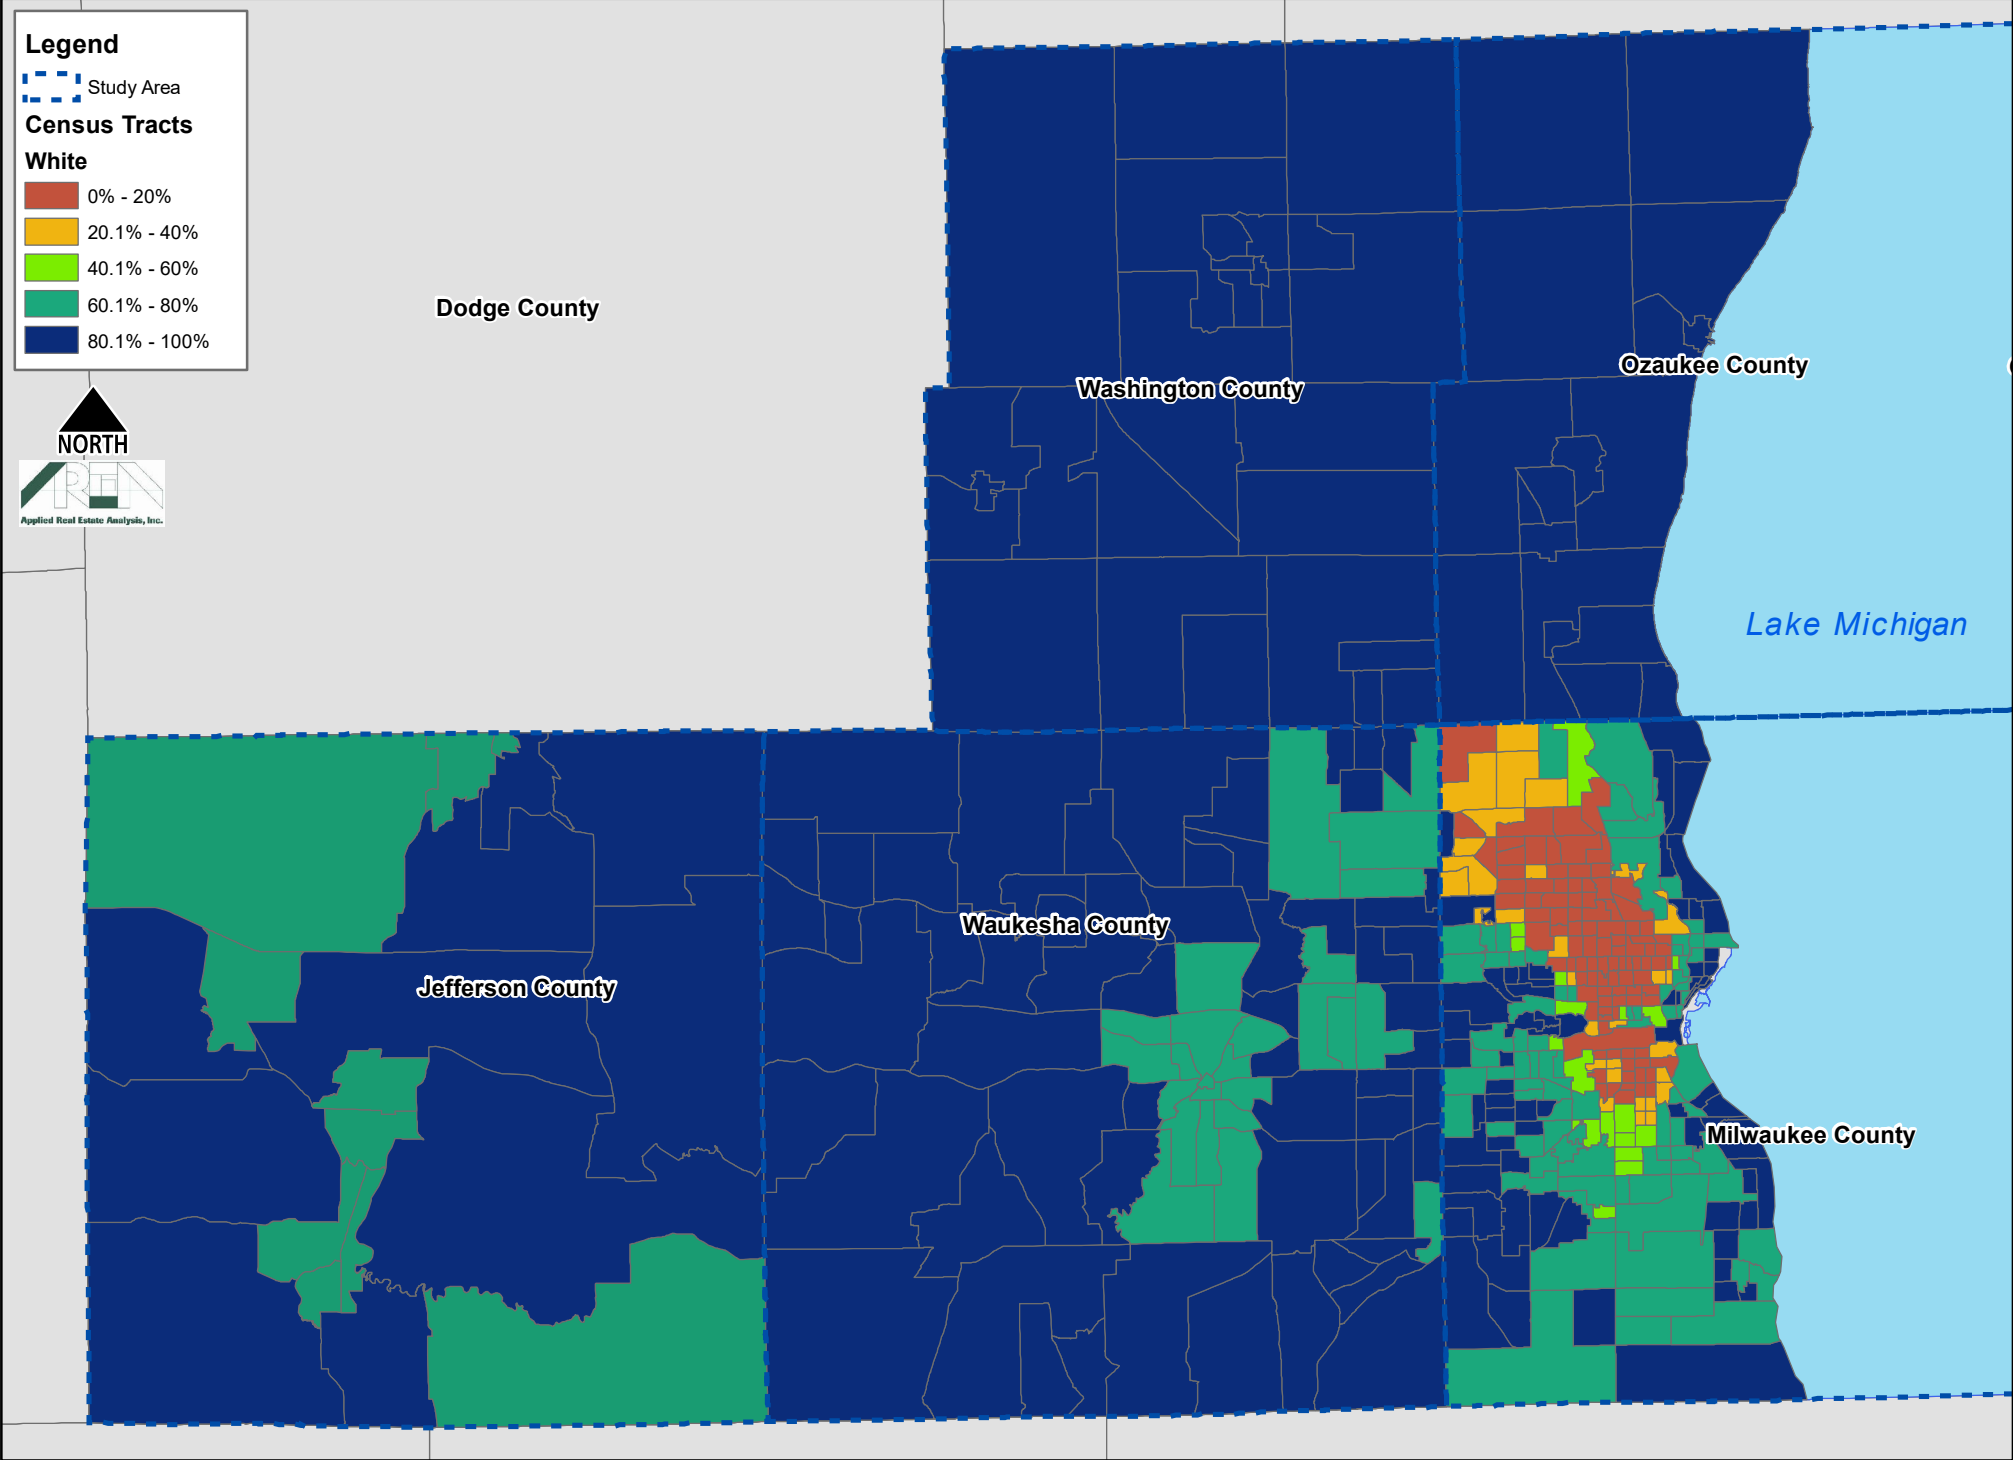 Legend
Study Area
Census Tracts
White
0% - 20%
20.1% - 40%
40.1% - 60%
60.1% - 80%
80.1% - 100%
NORTH
AREA
Applied Real Estate Analysis, Inc.
Dodge County
Washington County
Ozaukee County
Lake Michigan
Waukesha County
Jefferson County
Milwaukee County